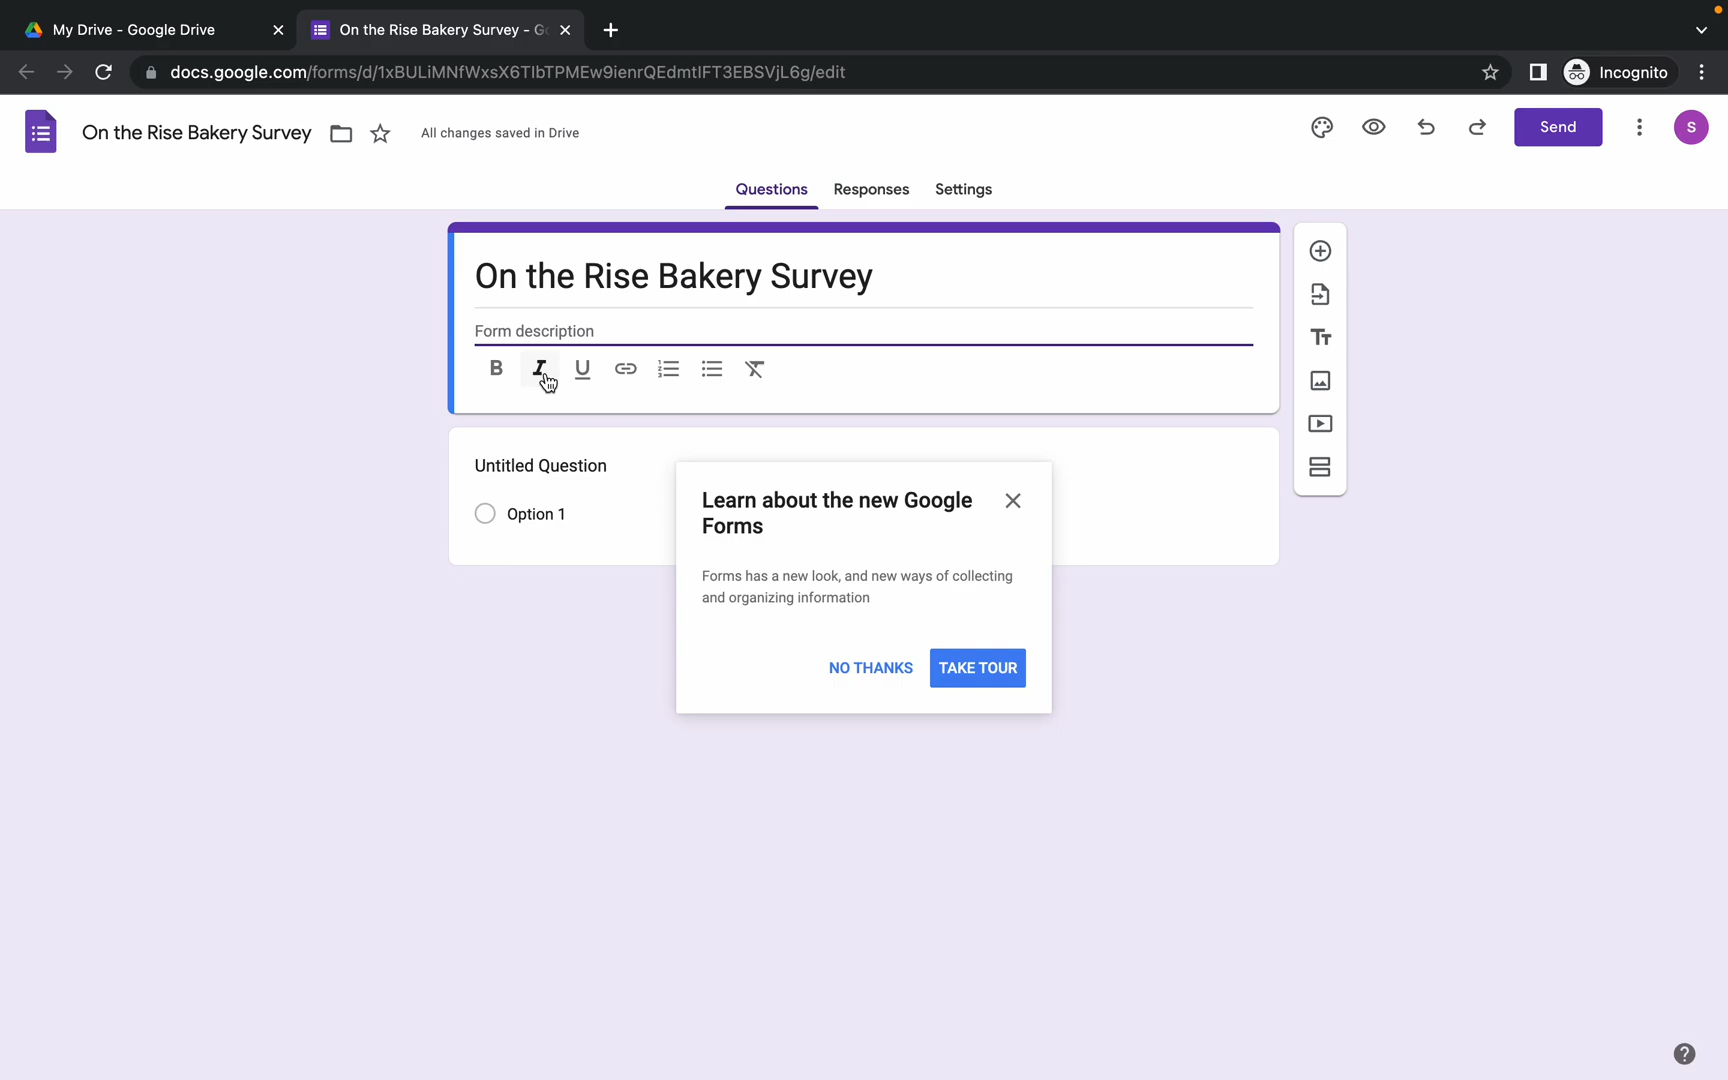 My Drive - Google Drive
On the Rise Bakery Survey - Go
docs.google.com/forms/d/1xBULiMNfWxsX6TlbTPMEw9ienrQEdmtlFT3EBSVjL6g/edit
Incognito
On the Rise Bakery Survey
All changes saved in Drive
Send
S
Questions Responses Settings
On the Rise Bakery Survey
Form description
B I U
Tt
Untitled Question
Option 1
Learn about the new Google
Forms
Forms has a new look, and new ways of collecting
and organizing information
NO THANKS
TAKE TOUR